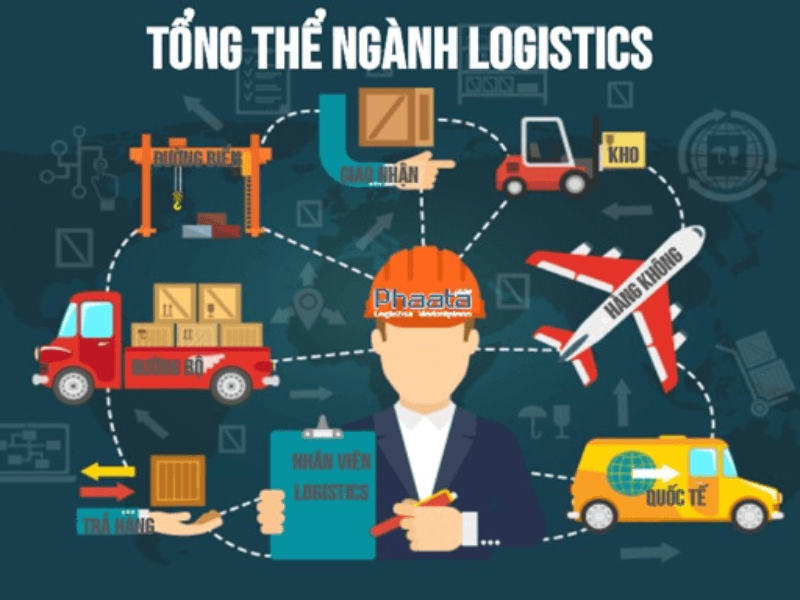 TỔNG THỂ NGÀNH LOGISTICS
ĐƯỜNG BIỂN
GIAO NHẬN
KHO
HÀNG KHÔNG
Phaata
ĐƯỜNG BỘ
NHÂN VIÊN
LOGISTICS
QUỐC TẾ
TRẢ HÀNG